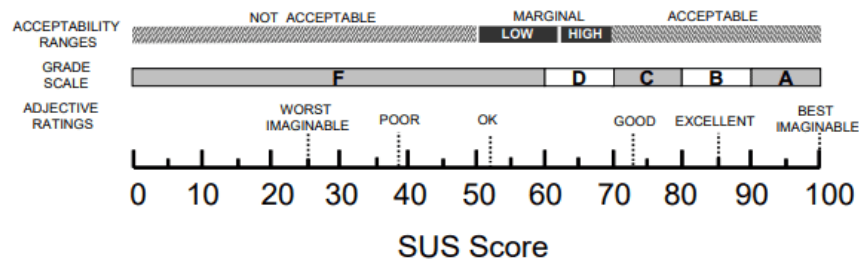 ACCEPTABILITY
RANGES
NOT ACCEPTABLE
MARGINAL
ACCEPTABLE
LOW
HIGH
GRADE
SCALE
F
D
C
B
A
ADJECTIVE
RATINGS
WORST
IMAGINABLE
POOR
OK
GOOD
EXCELLENT
BEST
IMAGINABLE
0 10 20 30 40 50 60 70 80 90 100
SUS Score